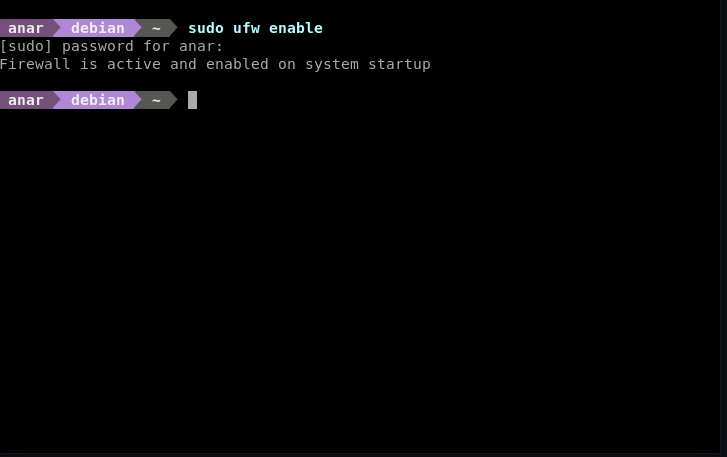 anar debian ~ sudo ufw enable
[sudo] password for anar:
Firewall is active and enabled on system startup
anar debian ~